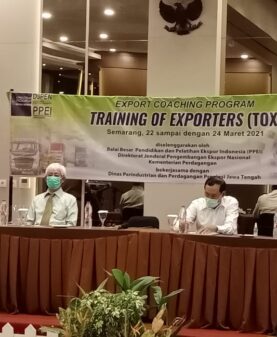 DJPEN
PPEI
EXPORT COACHING PROGRAM
TRAINING OF EXPORTERS (TOX
Semarang, 22 sampai dengan 24 Maret 2021
diselenggarakan oleh
Balai Besar Pendidikan dan Pelatihan Ekspor Indonesia (PPEI)
Direktorat Jenderal Pengembangan Ekspor Nasional
Kementerian Perdagangan
bekerjasama dengan
Dinas Perindustrian dan Perdagangan Provinsi Jawa Tengah